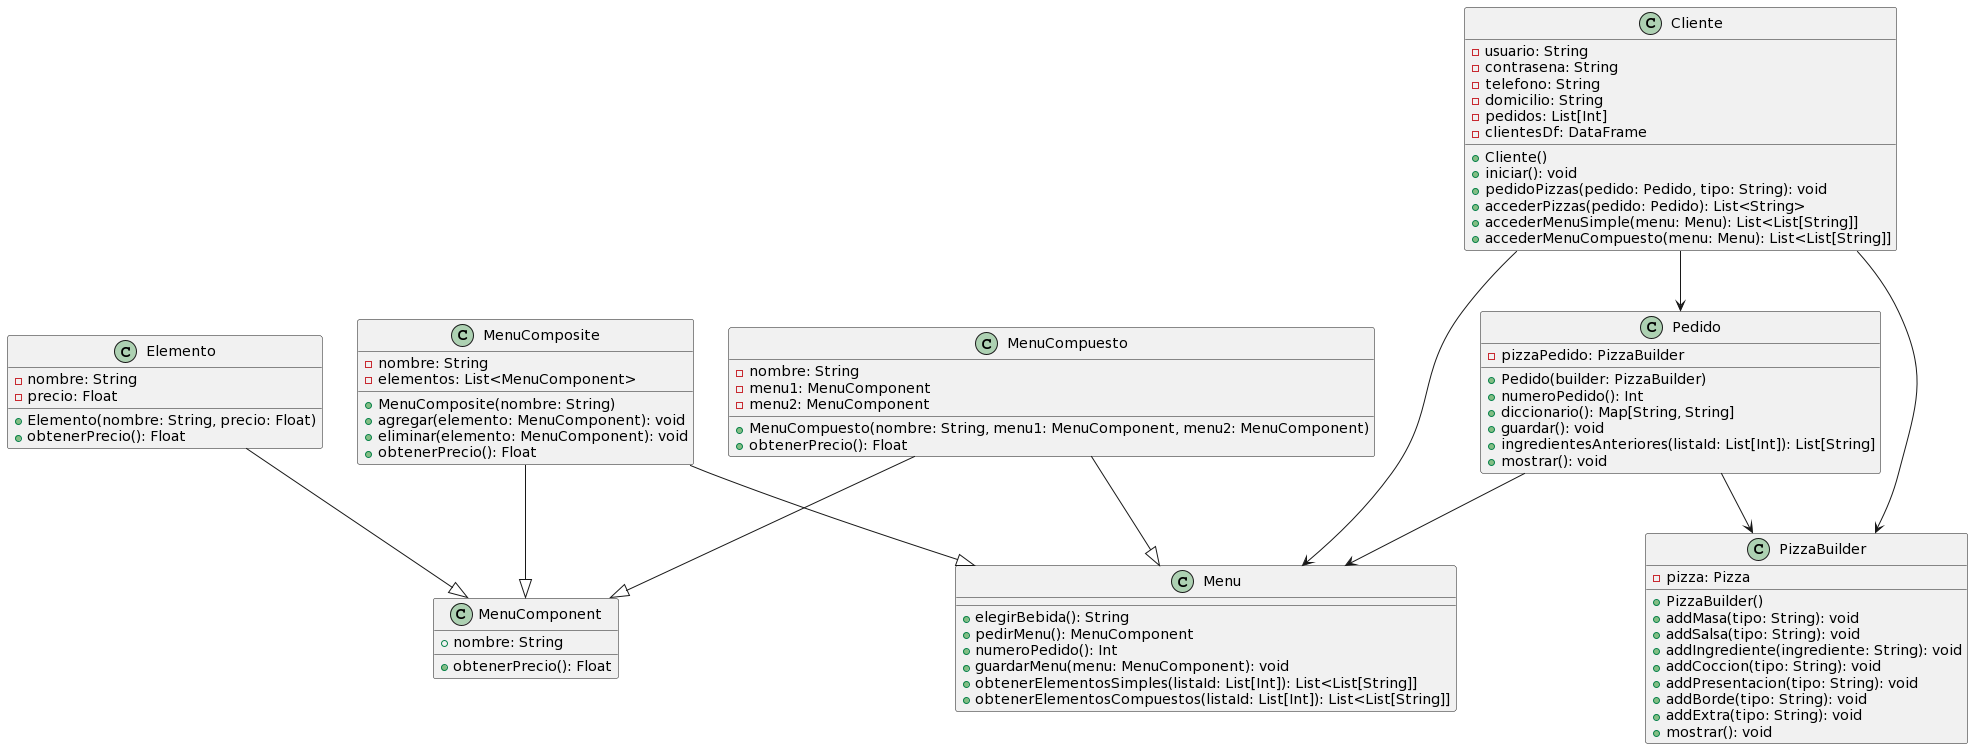 Cliente
usuario: String
contrasena: String
telefono: String
domicilio: String
pedidos: List[Int]
clientesDf: DataFrame
Cliente()
iniciar(): void
pedidoPizzas(pedido: Pedido, tipo: String): void
accederPizzas(pedido: Pedido): List<String>
accederMenuSimple(menu: Menu): List<List[String]]
accederMenuCompuesto(menu: Menu): List<List[String]]
Elemento
nombre: String
precio: Float
Elemento(nombre: String, precio: Float)
obtenerPrecio(): Float
MenuComposite
nombre: String
elementos: List<MenuComponent>
MenuComposite(nombre: String)
agregar(elemento: MenuComponent): void
eliminar(elemento: MenuComponent): void
obtenerPrecio(): Float
MenuCompuesto
nombre: String
menu1: MenuComponent
menu2: MenuComponent
MenuCompuesto(nombre: String, menu1: MenuComponent, menu2: MenuComponent)
obtenerPrecio(): Float
Pedido
pizzaPedido: PizzaBuilder
Pedido(builder: PizzaBuilder)
numeroPedido(): Int
diccionario(): Map[String, String]
guardar(): void
ingredientesAnteriores(listaId: List[Int]): List[String]
mostrar(): void
MenuComponent
nombre: String
obtenerPrecio(): Float
Menu
elegirBebida(): String
pedirMenu(): MenuComponent
numeroPedido(): Int
guardarMenu(menu: MenuComponent): void
obtenerElementosSimples(listaId: List[Int]): List<List[String]]
obtenerElementosCompuestos(listaId: List[Int]): List<List[String]]
PizzaBuilder
pizza: Pizza
PizzaBuilder()
addMasa(tipo: String): void
addSalsa(tipo: String): void
addIngrediente(ingrediente: String): void
addCoccion(tipo: String): void
addPresentacion(tipo: String): void
addBorde(tipo: String): void
addExtra(tipo: String): void
mostrar(): void